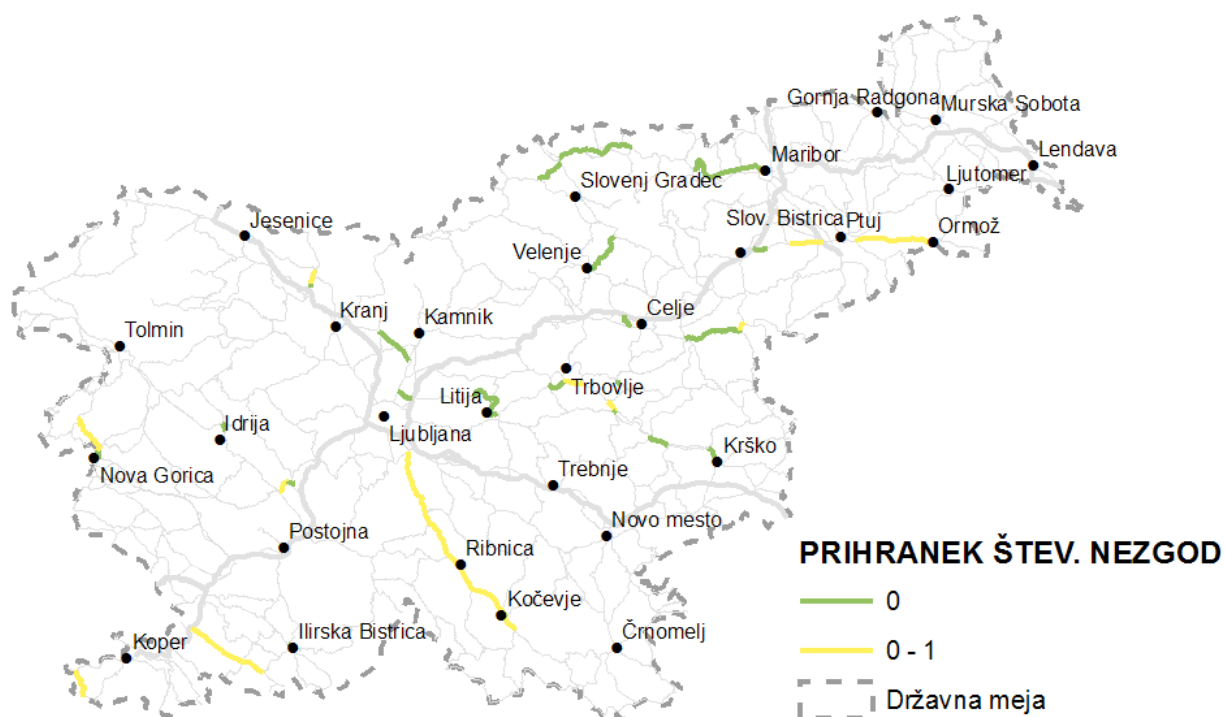 Gornja Radgona
Murska Sobota
Maribor
Lendava
Slovenj Gradec
Ljutomer
Slov. Bistrica
Ptuj
Jesenice
Ormož
Velenje
Kranj
Kamnik
Celje
Tolmin
Trbovlje
Litija
Idrija
Ljubljana
Krško
Nova Gorica
Trebnje
Postojna
Novo mesto
Ribnica
PRIHRANEK ŠTEV. NEZGOD
0
Kočevje
Koper
Ilirska Bistrica
Črnomelj
0 - 1
Državna meja